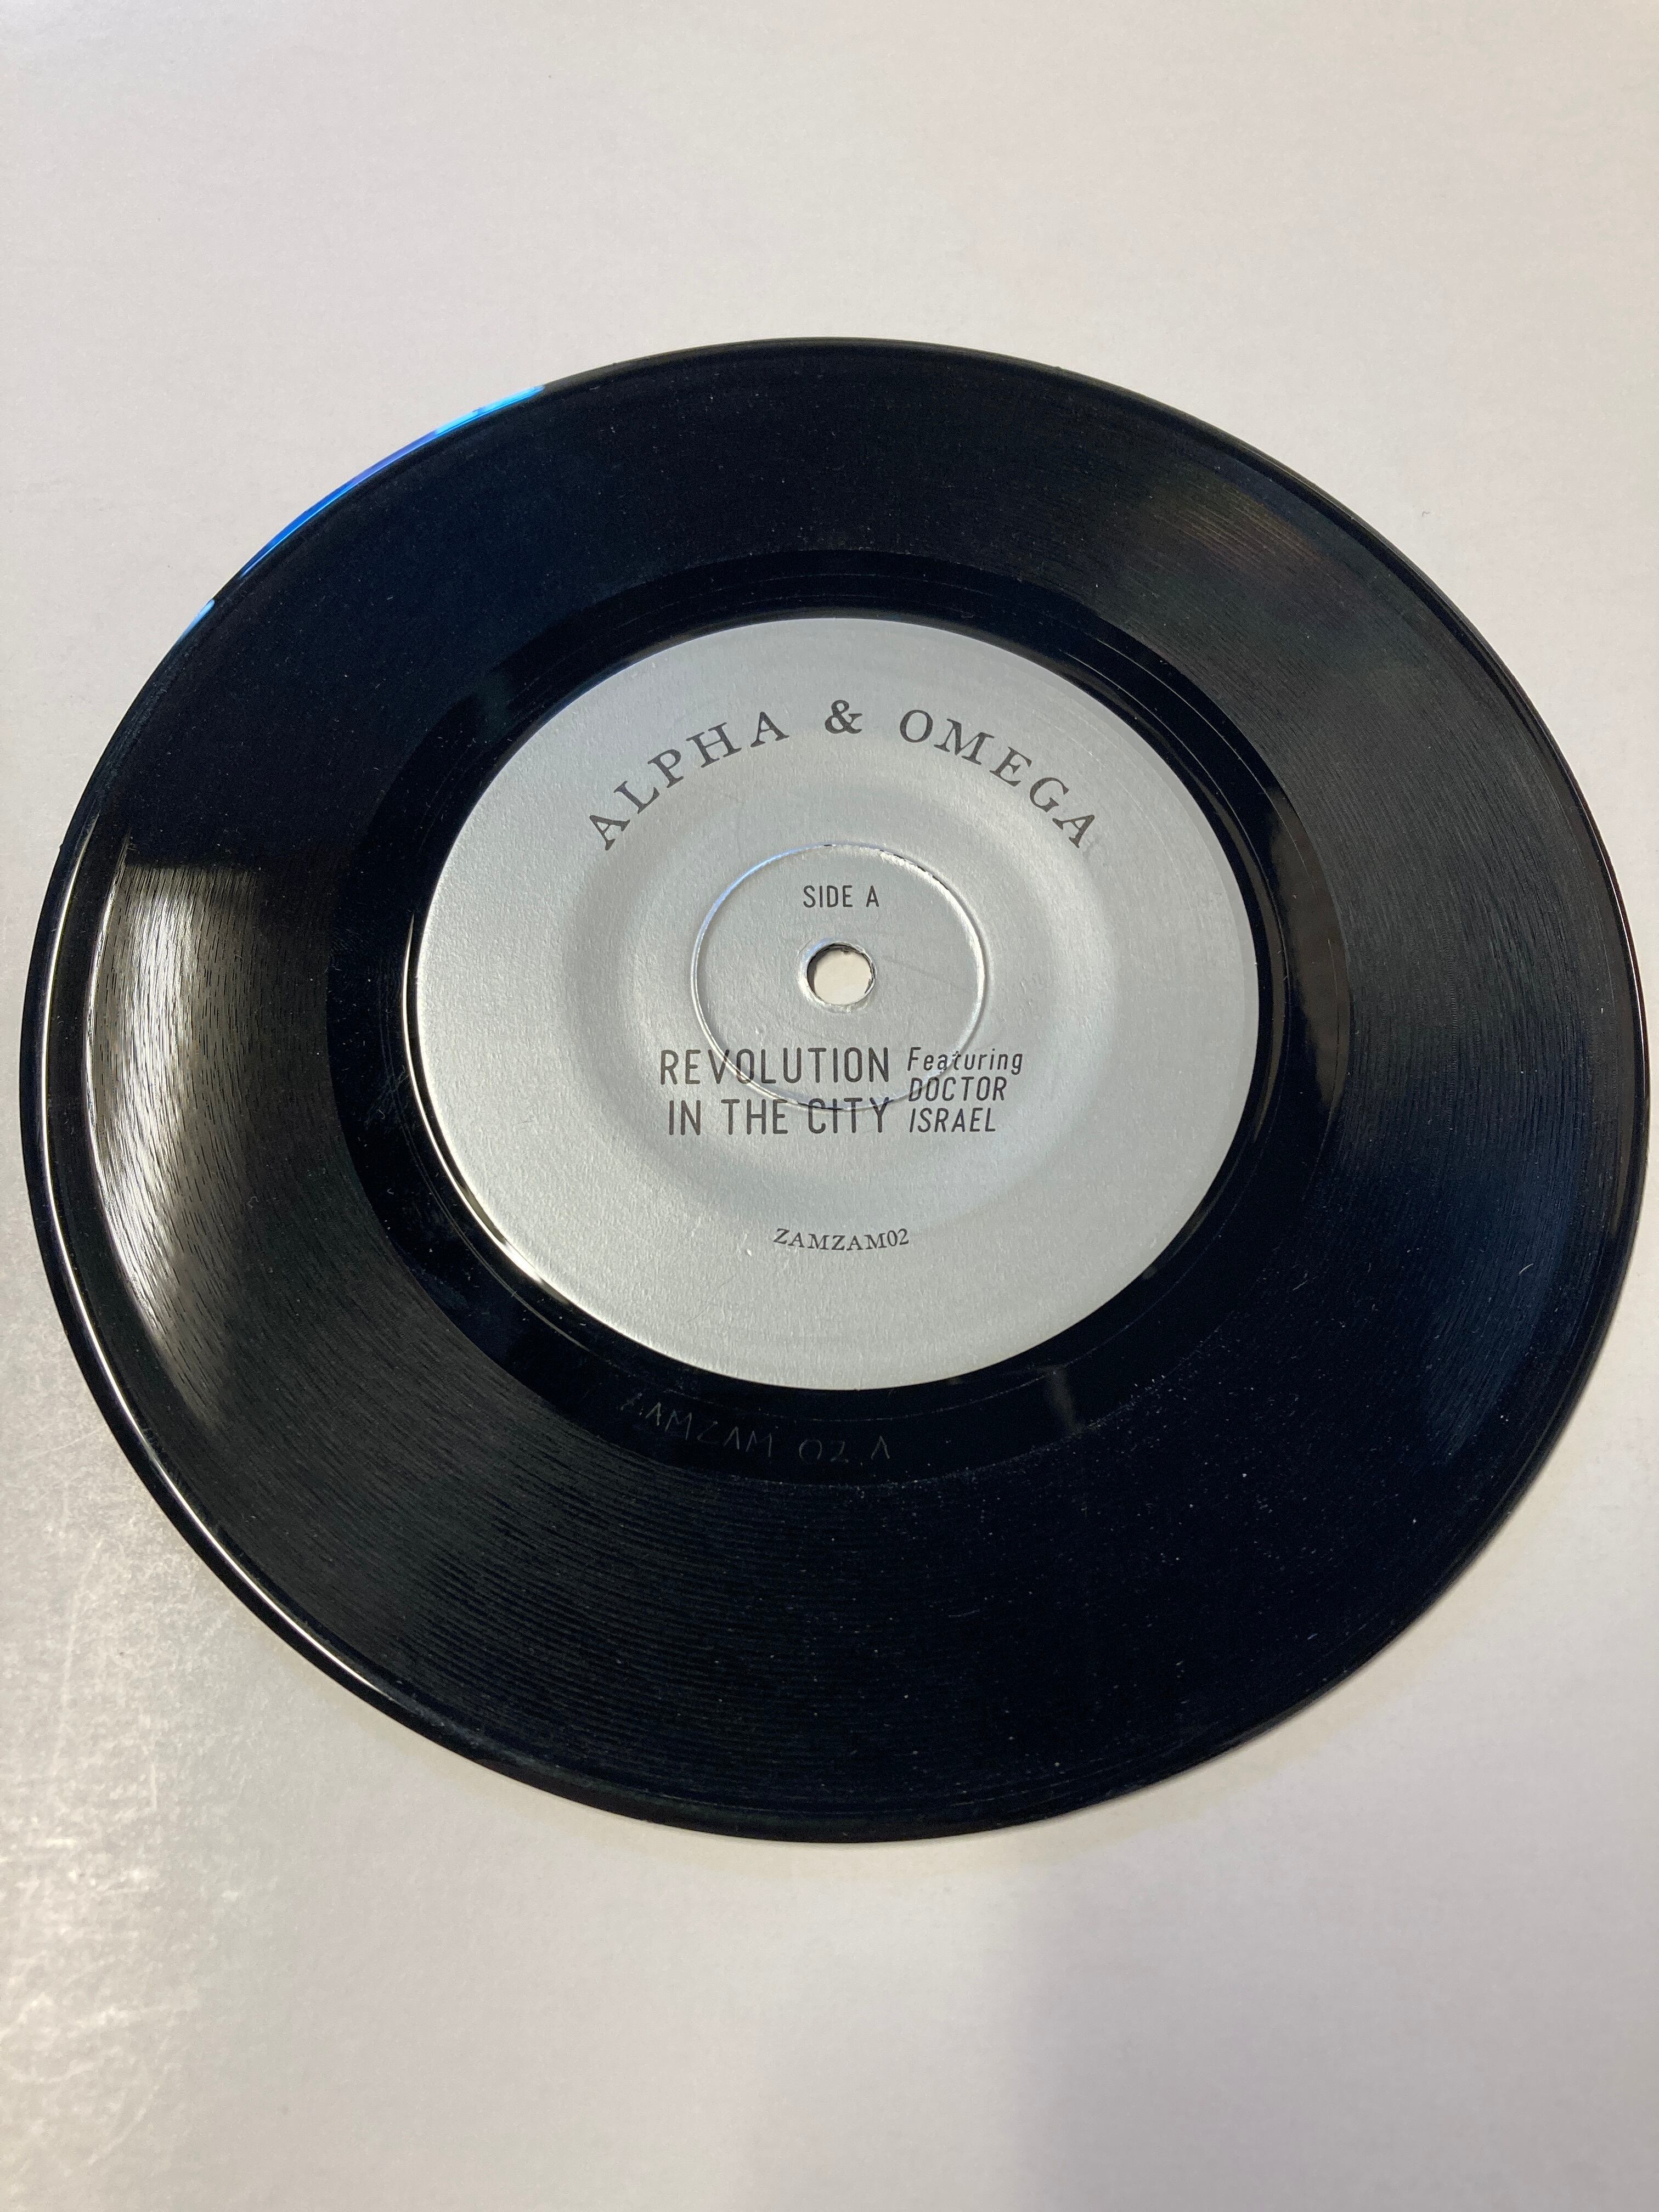 ALPHA & OMEGA
SIDE A
REVOLUTION
IN THE CITY
Featuring
DOCTOR
ISRAEL
ZAMZAM02
ZAMZAM 02.A